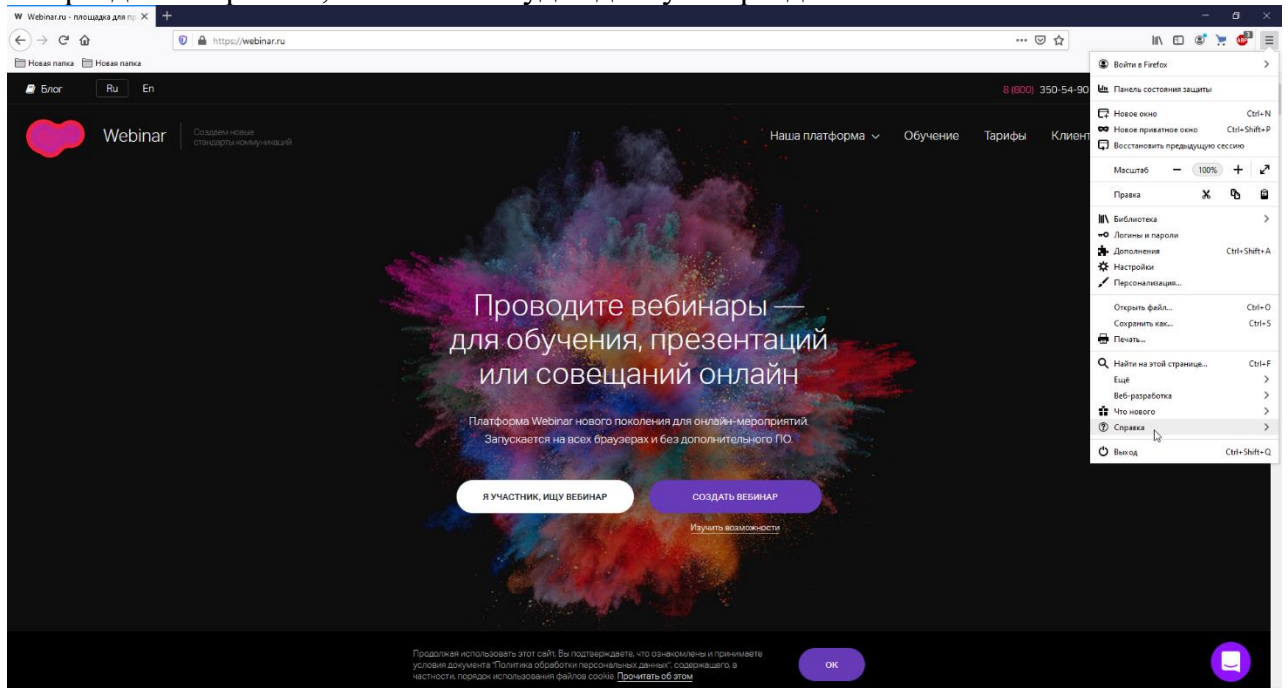 Webinar.ru - площадка для пр
https://webinar.ru
Новая папка Новая папка
Блог Ru En 8 (800) 350-54-90
Webinar Создаем новые
стандарты коммуникаций
Наша платформа Обучение Тарифы Клиент
Проводите вебинары —
для обучения, презентаций
или совещаний онлайн
Платформа Webinar нового поколения для онлайн-мероприятий.
Запускается на всех браузерах и без дополнительного ПО.
Я УЧАСТНИК, ИЩУ ВЕБИНАР СОЗДАТЬ ВЕБИНАР
Изучить возможности
Продолжая использовать этот сайт, Вы подтверждаете, что ознакомлены и принимаете
условия документа "Политика обработки персональных данных", содержащего, в
частности, порядок использования файлов cookie. Прочитать об этом
ОК
Войти в Firefox
Панель состояния защиты
Новое окно Ctrl+N
Новое приватное окно Ctrl+Shift+P
Восстановить предыдущую сессию
Масштаб 100%
Правка
Библиотека
Логины и пароли
Дополнения Ctrl+Shift+A
Настройки
Персонализация...
Открыть файл... Ctrl+O
Сохранить как... Ctrl+S
Печать...
Найти на этой странице... Ctrl+F
Ещё
Веб-разработка
Что нового
Справка
Выход Ctrl+Shift+Q